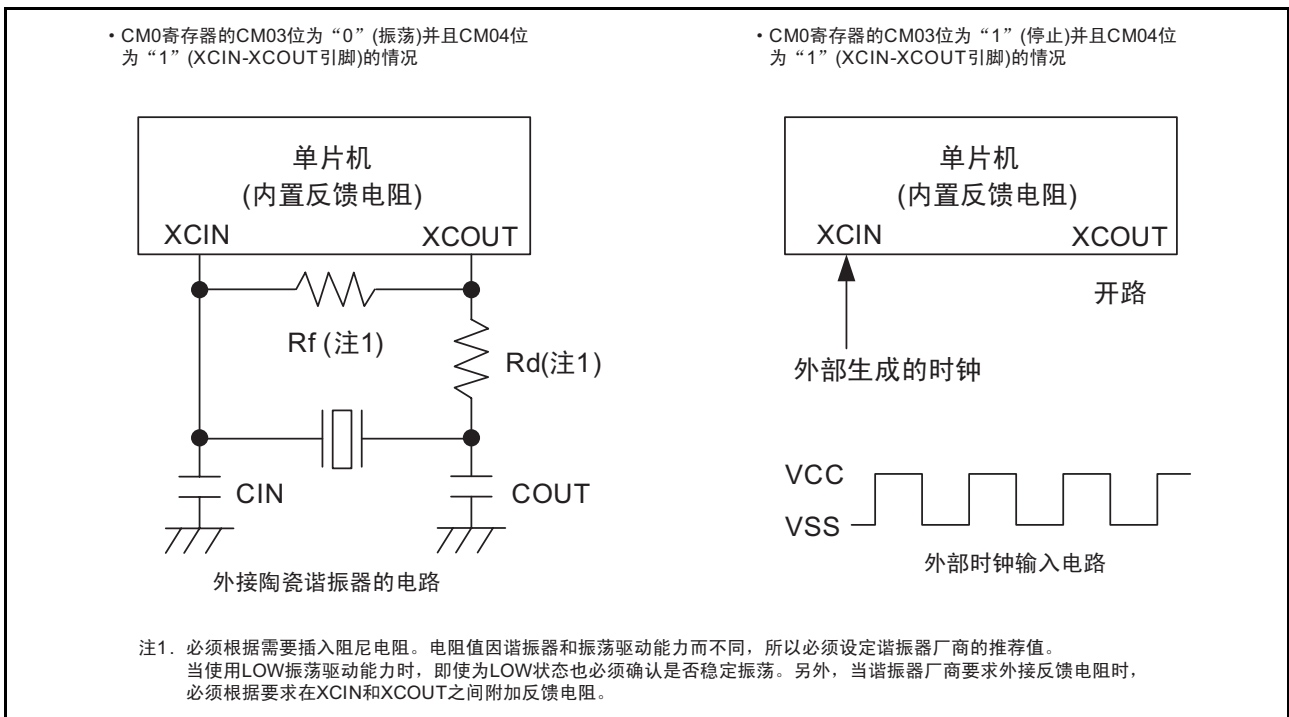 • CM0寄存器的CM03位为“0”(振荡)并且CM04位
为“1”(XCIN-XCOUT引脚)的情况
• CM0寄存器的CM03位为“1”(停止)并且CM04位
为“1”(XCIN-XCOUT引脚)的情况
单片机
(内置反馈电阻)
XCIN
XCOUT
Rf (注1)
Rd(注1)
CIN
COUT
外接陶瓷谐振器的电路
单片机
(内置反馈电阻)
XCIN
XCOUT
开路
外部生成的时钟
VCC
VSS
外部时钟输入电路
注1. 必须根据需要插入阻尼电阻。电阻值因谐振器和振荡驱动能力而不同，所以必须设定谐振器厂商的推荐值。
当使用LOW振荡驱动能力时，即使为LOW状态也必须确认是否稳定振荡。另外，当谐振器厂商要求外接反馈电阻时，
必须根据要求在XCIN和XCOUT之间附加反馈电阻。